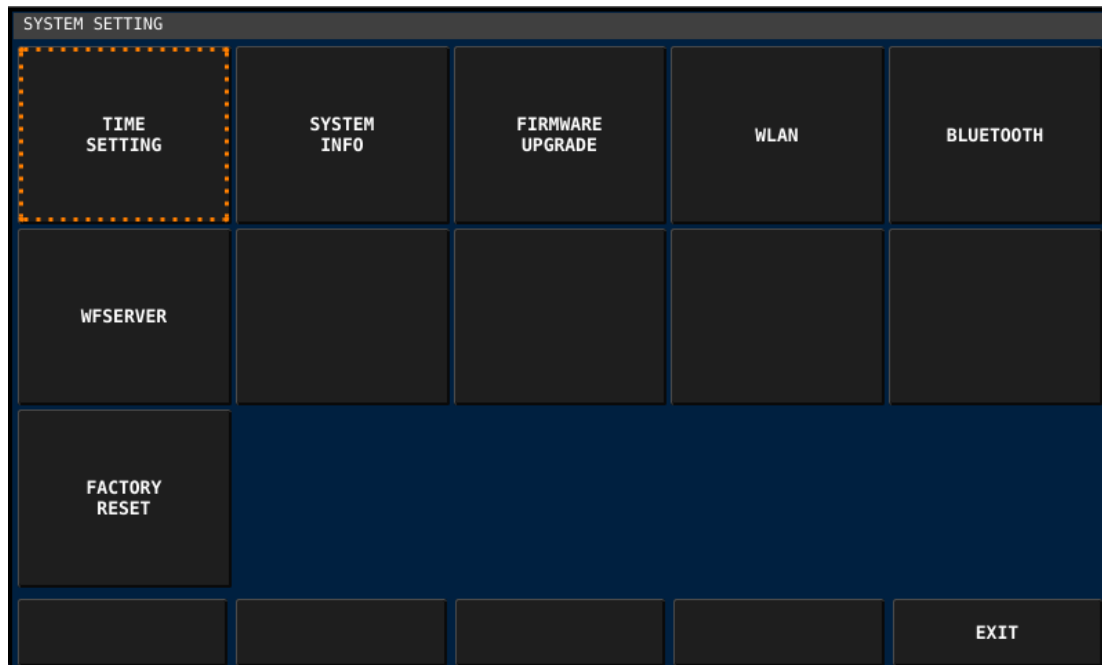 SYSTEM SETTING
TIME
SETTING
SYSTEM
INFO
FIRMWARE
UPGRADE
WLAN
BLUETOOTH
WFSERVER
FACTORY
RESET
EXIT